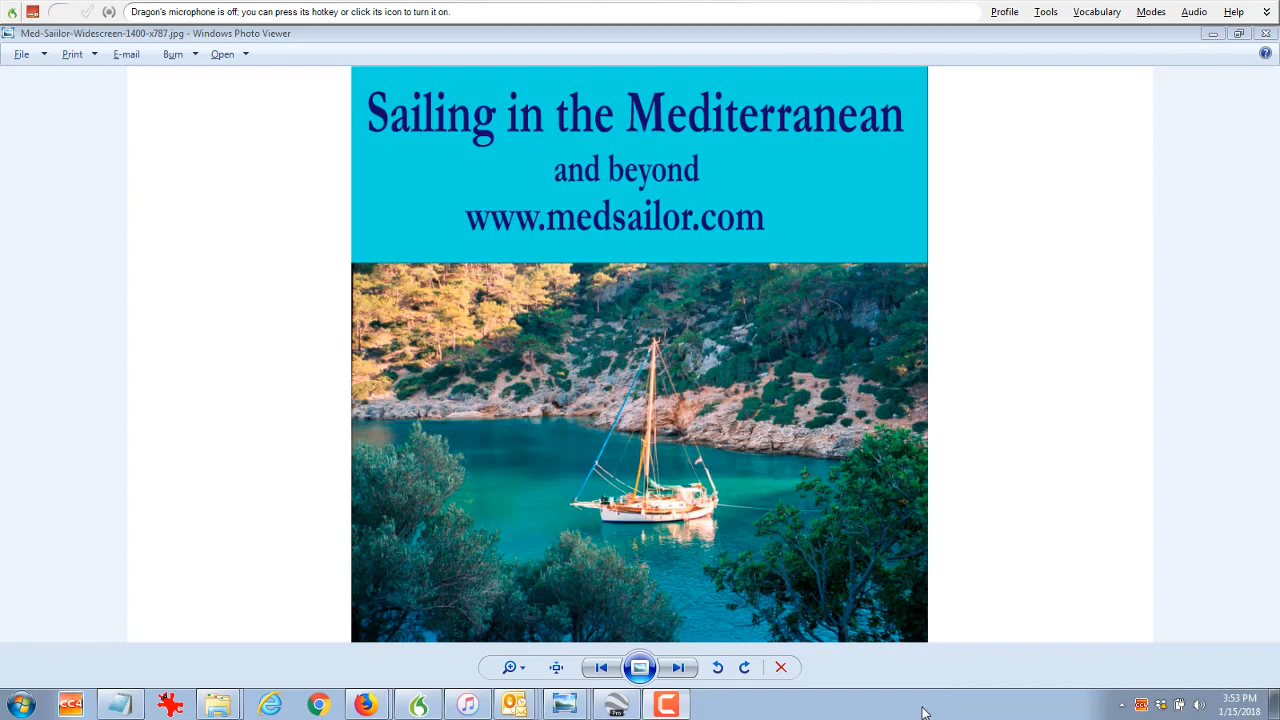 Dragon's microphone is off; you can press its hotkey or click its icon to turn it on.
Profile Tools Vocabulary Modes Audio Help
Med-Saiilor-Widescreen-1400-x787.jpg - Windows Photo Viewer
File Print E-mail Burn Open
Sailing in the Mediterranean
and beyond
www.medsailor.com
CC4
Pro
3:53 PM
1/15/2018